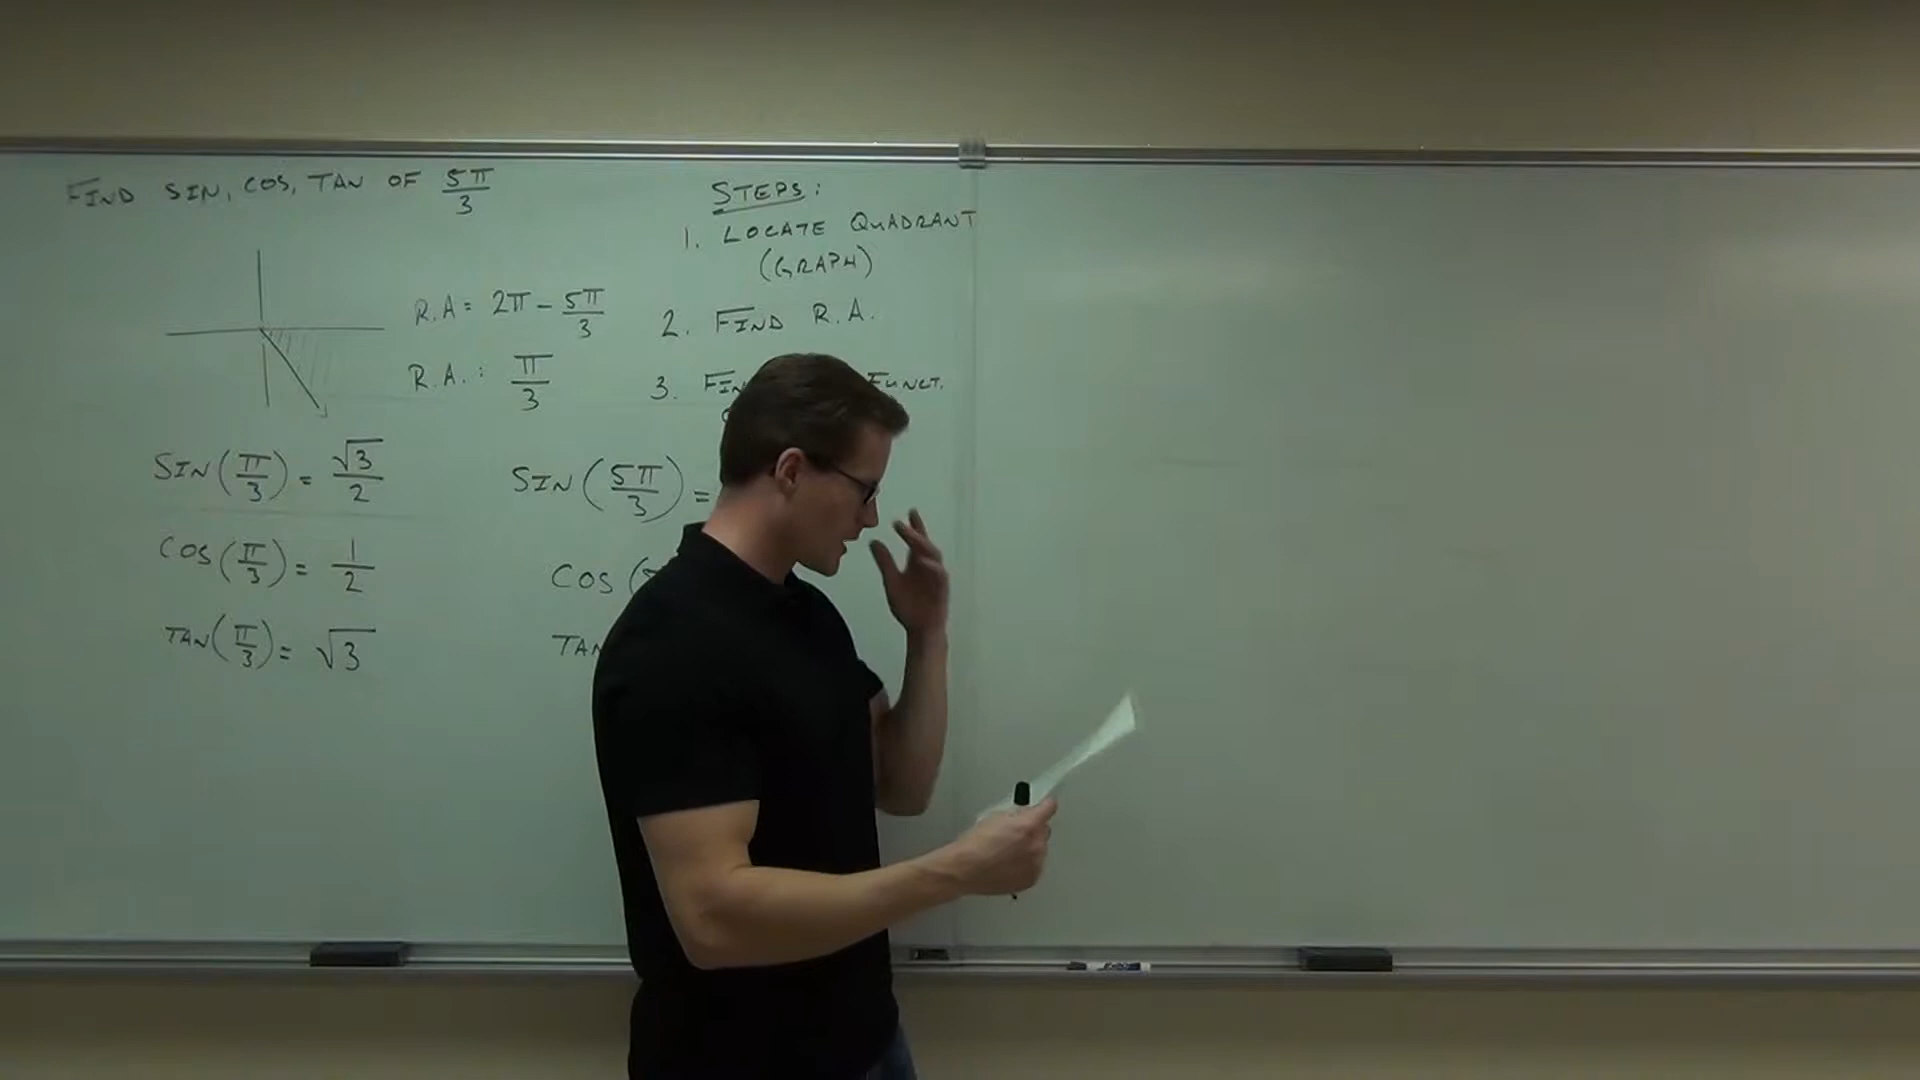 FIND SIN, COS, TAN OF 5π/3
R.A = 2π - 5π/3
R.A. : π/3
SIN(π/3) = √3/2
COS(π/3) = 1/2
TAN(π/3) = √3
STEPS:
1. LOCATE QUADRANT
(GRAPH)
2. FIND R.A.
3. FUNCT.
SIN(5π/3) =
COS (
TAN